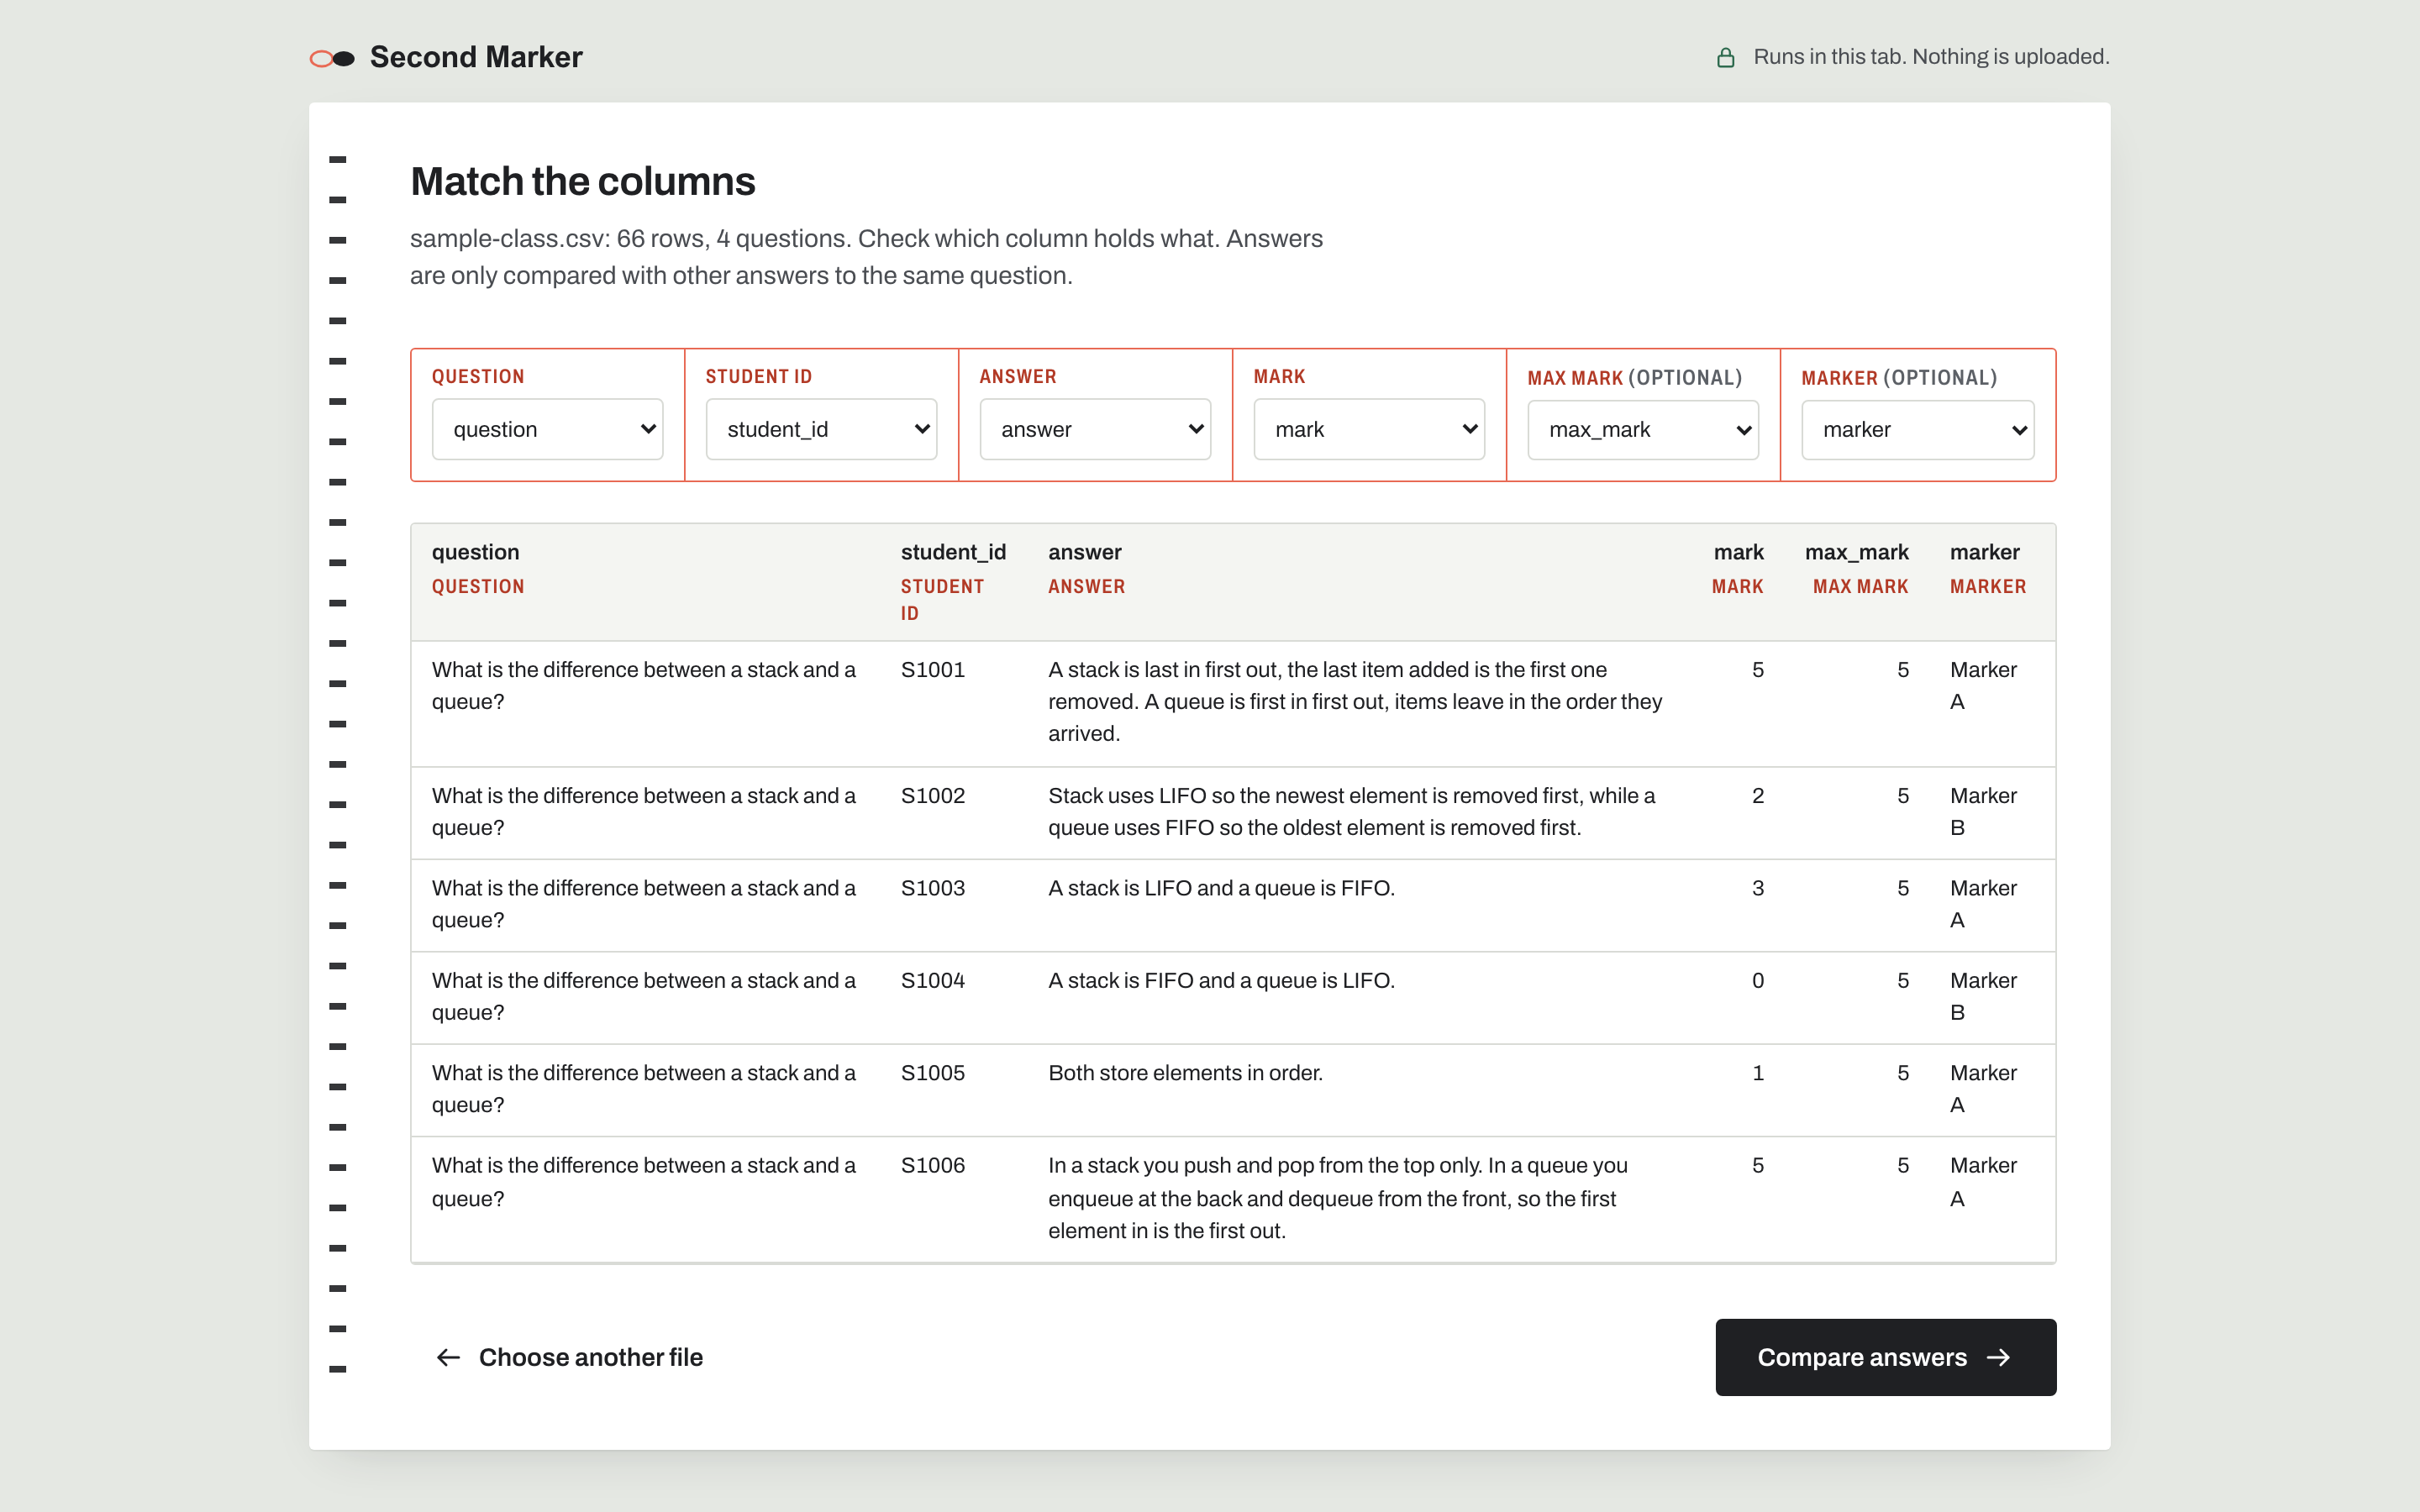 Second Marker
Runs in this tab. Nothing is uploaded.
Match the columns
sample-class.csv: 66 rows, 4 questions. Check which column holds what. Answers
are only compared with other answers to the same question.
QUESTION
question
STUDENT ID
student_id
ANSWER
answer
MARK
mark
MAX MARK (OPTIONAL)
max_mark
MARKER (OPTIONAL)
marker
question
QUESTION
student_id
STUDENT
ID
answer
ANSWER
mark
MARK
max_mark
MAX MARK
marker
MARKER
What is the difference between a stack and a
queue?
S1001
A stack is last in first out, the last item added is the first one
removed. A queue is first in first out, items leave in the order they
arrived.
5
5
Marker
A
What is the difference between a stack and a
queue?
S1002
Stack uses LIFO so the newest element is removed first, while a
queue uses FIFO so the oldest element is removed first.
2
5
Marker
B
What is the difference between a stack and a
queue?
S1003
A stack is LIFO and a queue is FIFO.
3
5
Marker
A
What is the difference between a stack and a
queue?
S1004
A stack is FIFO and a queue is LIFO.
0
5
Marker
B
What is the difference between a stack and a
queue?
S1005
Both store elements in order.
1
5
Marker
A
What is the difference between a stack and a
queue?
S1006
In a stack you push and pop from the top only. In a queue you
enqueue at the back and dequeue from the front, so the first
element in is the first out.
5
5
Marker
A
Choose another file
Compare answers